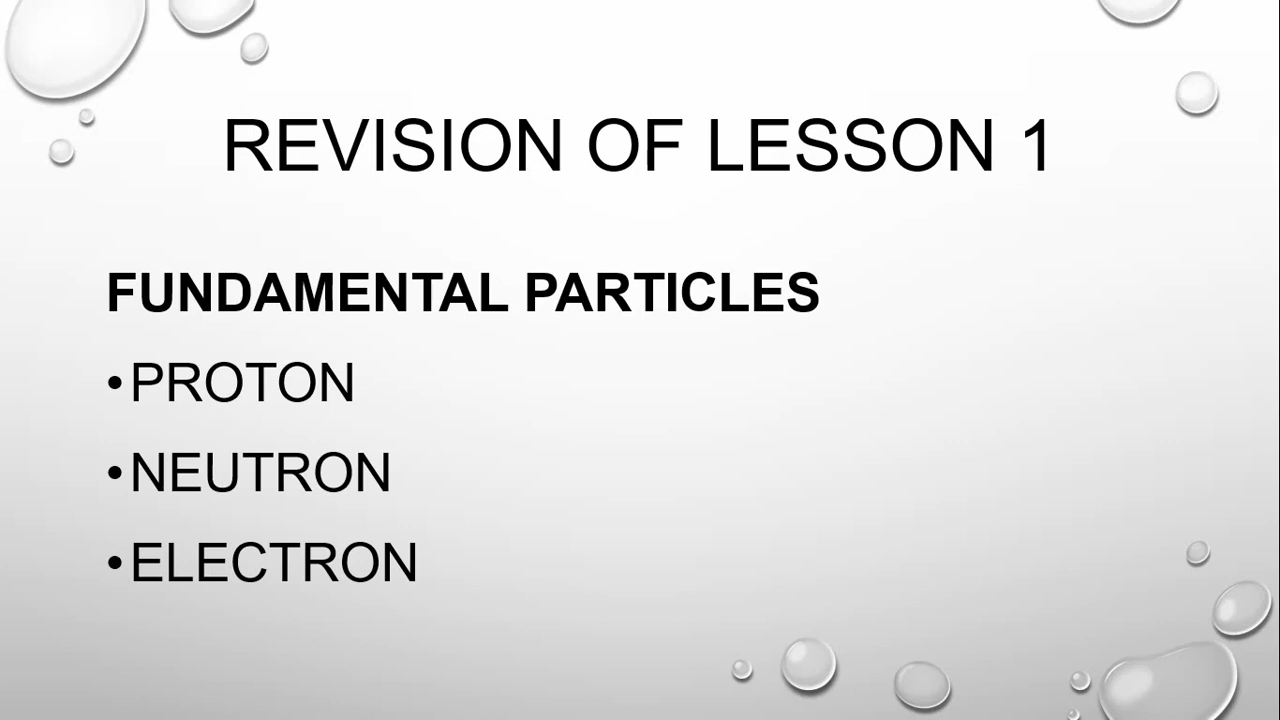 REVISION OF LESSON 1
FUNDAMENTAL PARTICLES
•PROTON
•NEUTRON
•ELECTRON